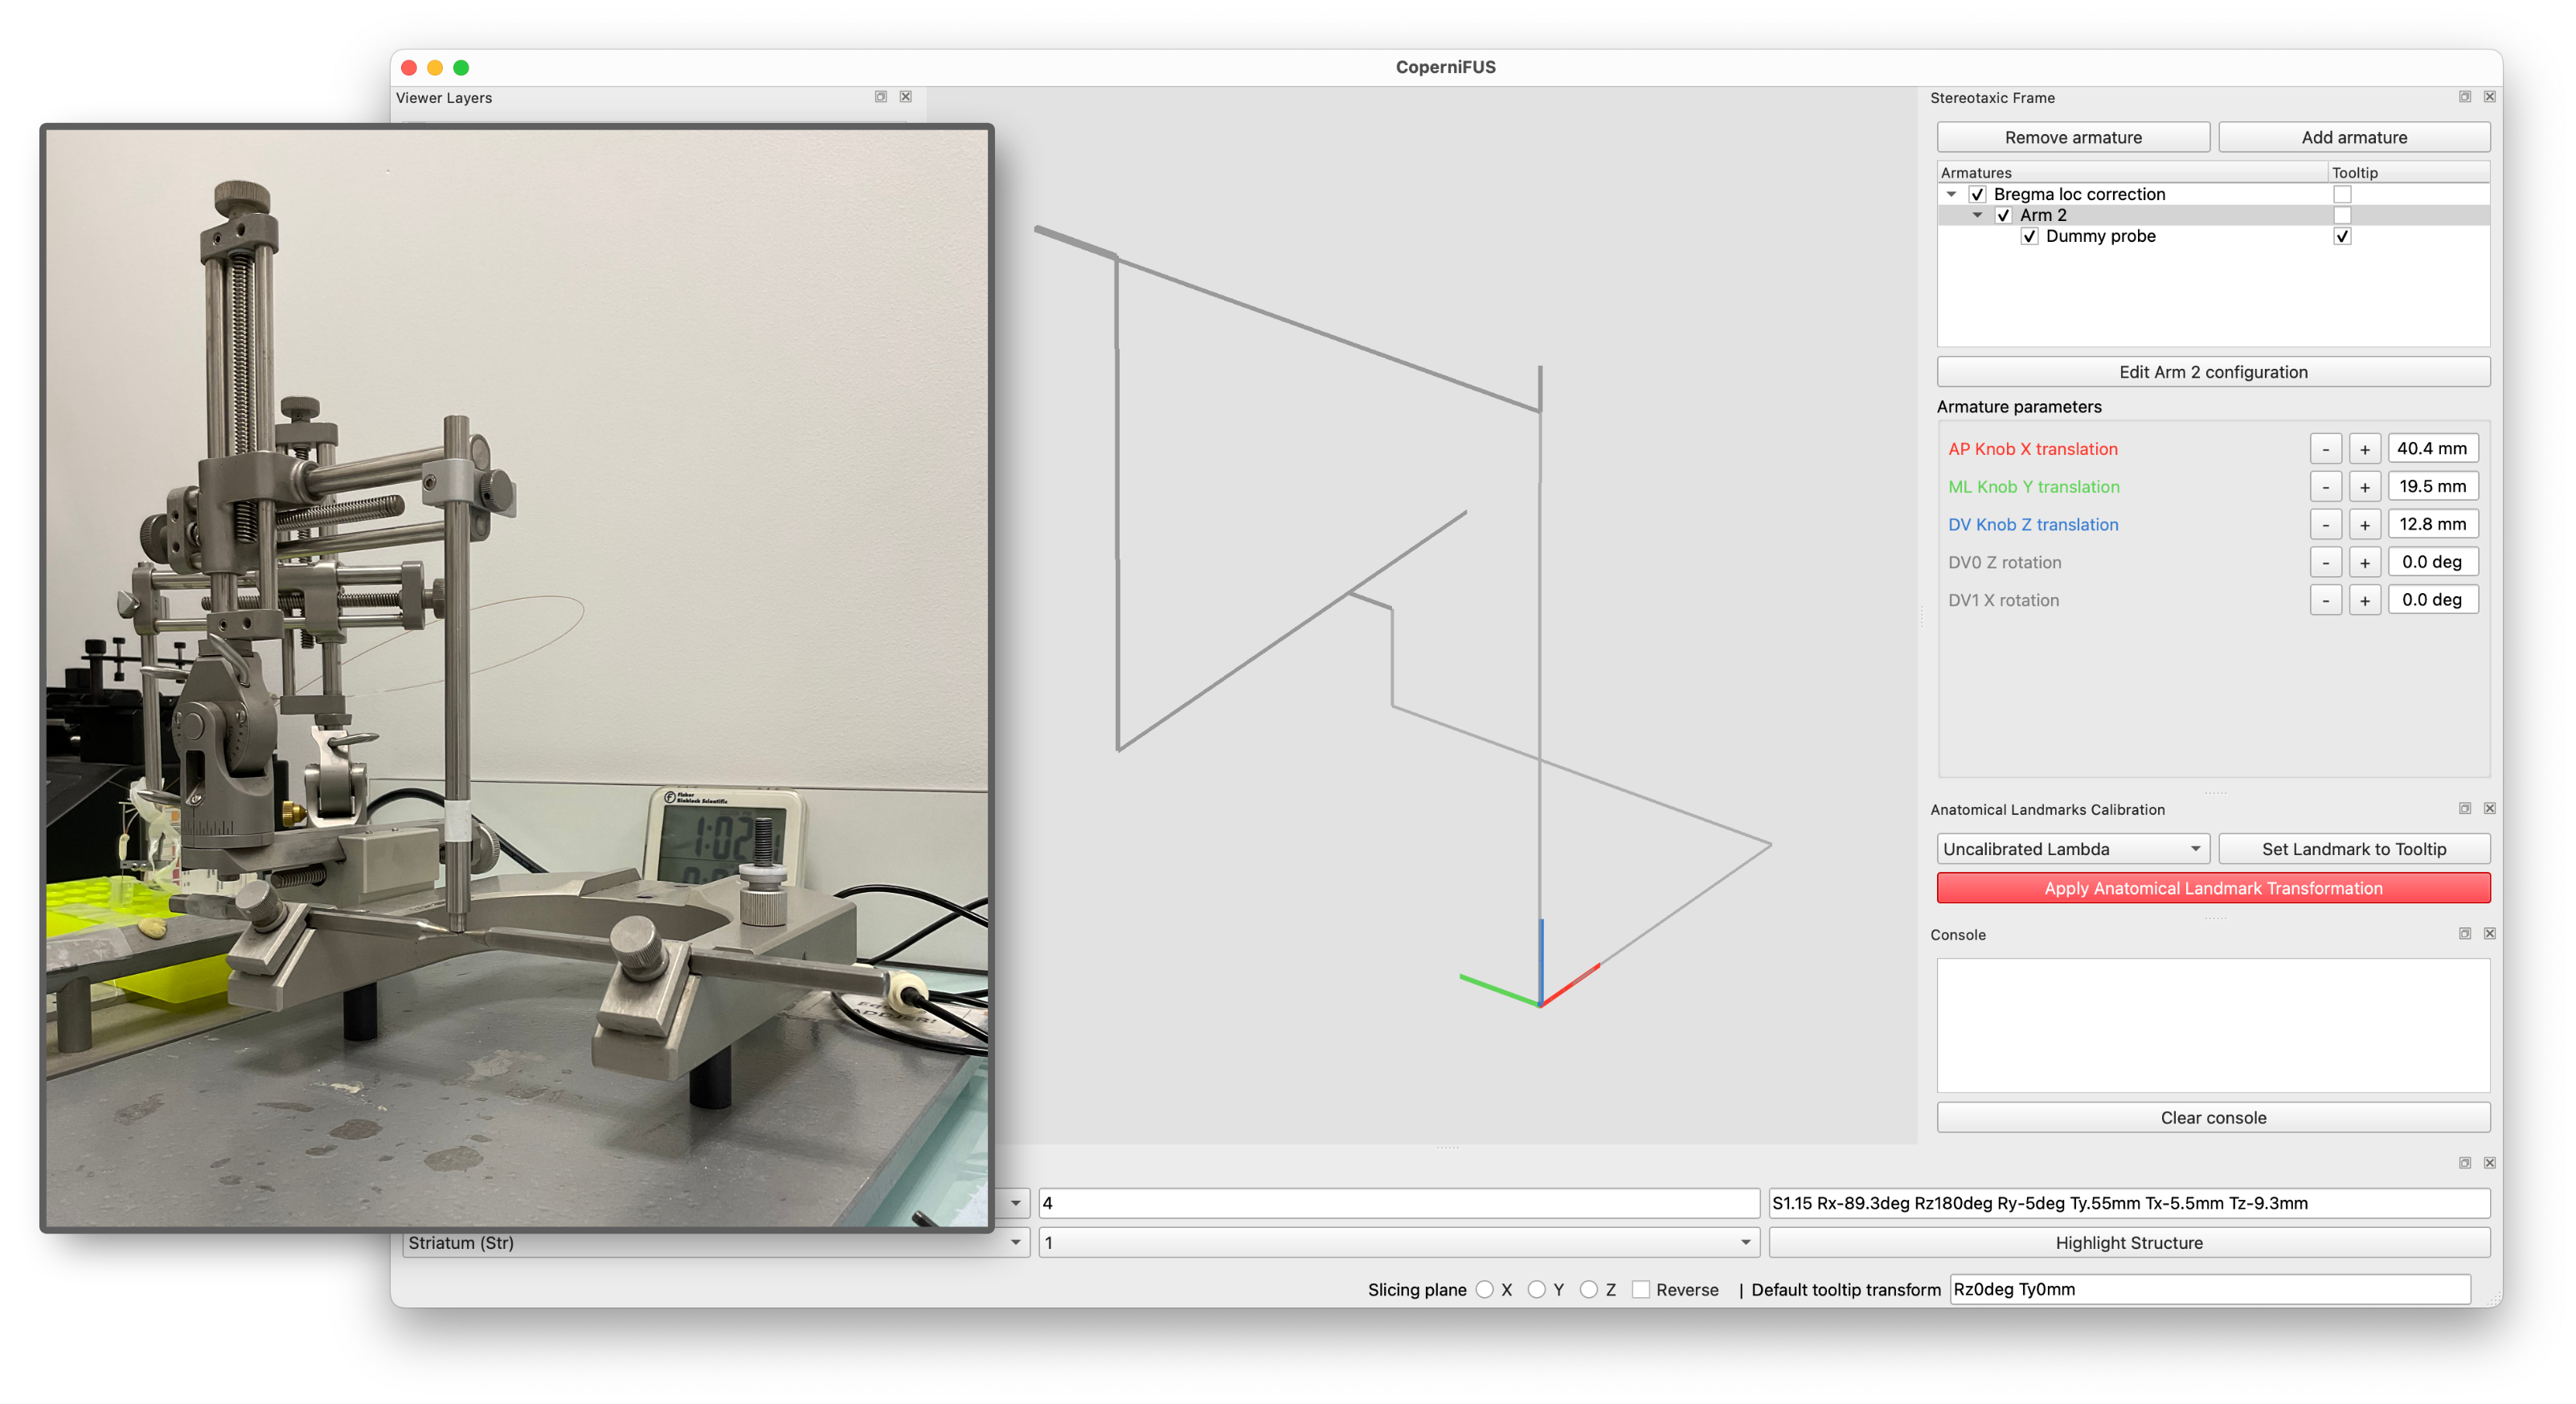 CoperniFUS
Viewer Layers
Stereotaxic Frame
Remove armature
Add armature
Armatures
Tooltip
Bregma loc correction
Arm 2
Dummy probe
Edit Arm 2 configuration
Armature parameters
AP Knob X translation
-
+
40.4 mm
ML Knob Y translation
-
+
19.5 mm
DV Knob Z translation
-
+
12.8 mm
DV0 Z rotation
-
+
0.0 deg
DV1 X rotation
-
+
0.0 deg
Fisher
Bioblock Scientific
1:02
Anatomical Landmarks Calibration
Uncalibrated Lambda
Set Landmark to Tooltip
Apply Anatomical Landmark Transformation
Console
Clear console
4
S1.15 Rx-89.3deg Rz180deg Ry-5deg Ty.55mm Tx-5.5mm Tz-9.3mm
Striatum (Str)
1
Highlight Structure
Slicing plane X Y Z Reverse | Default tooltip transform
Rz0deg Ty0mm